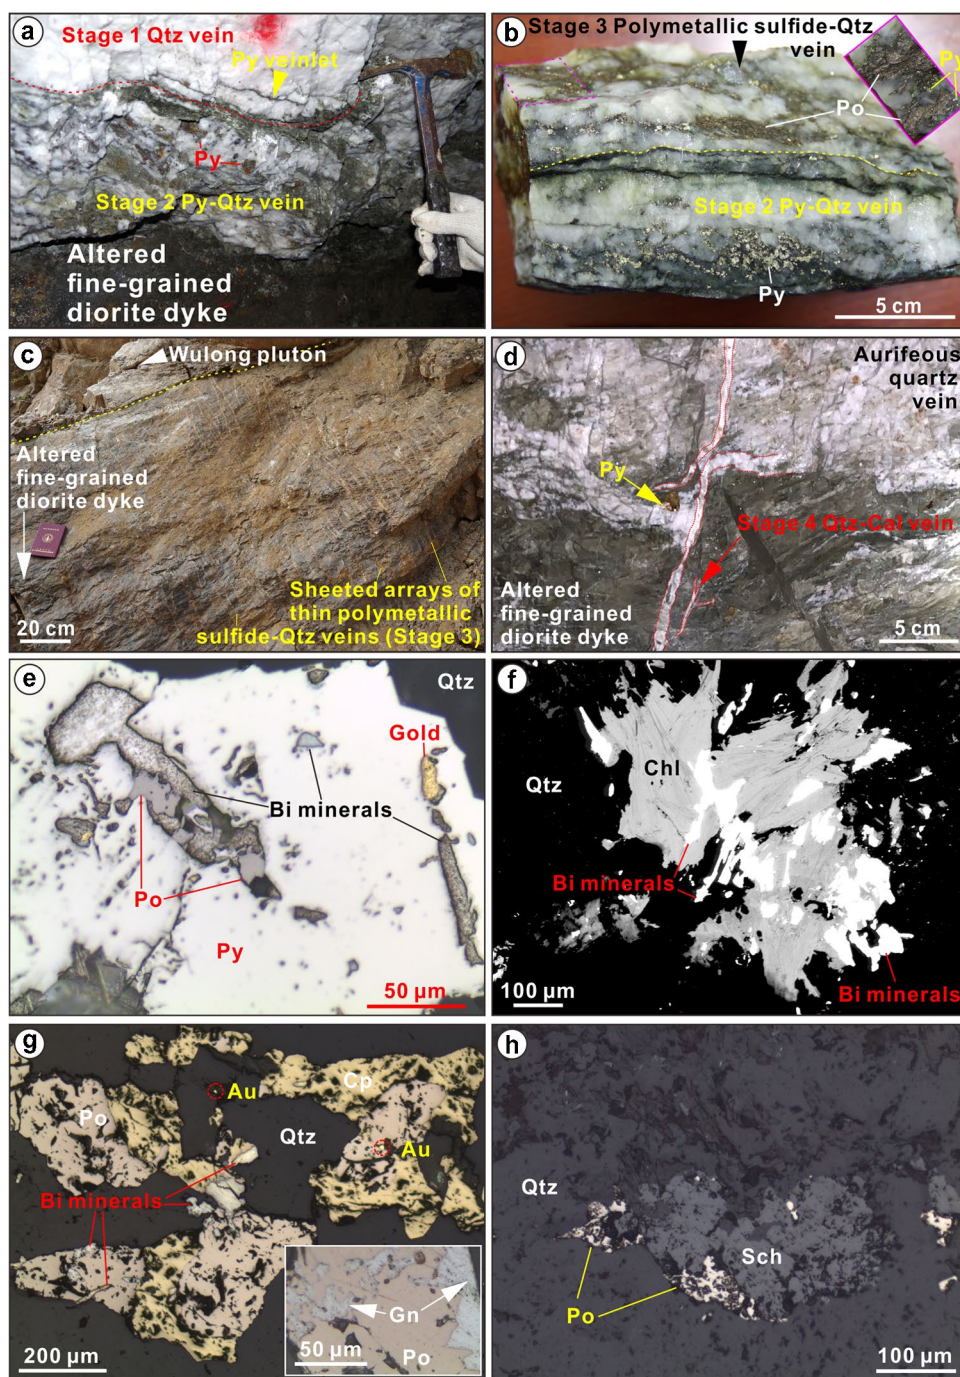 a
Stage 1 Qtz vein
Py veinlet
Py
Stage 2 Py-Qtz vein
Altered
fine-grained
diorite dyke
b
Stage 3 Polymetallic sulfide-Qtz
vein
Py
Po
Stage 2 Py-Qtz vein
Py
5 cm
c
Wulong pluton
Altered
fine-grained
diorite dyke
Sheeted arrays of
thin polymetallic
sulfide-Qtz veins (Stage 3)
20 cm
d
Aurifeous
quartz
vein
Py
Stage 4 Qtz-Cal vein
Altered
fine-grained
diorite dyke
5 cm
e
Qtz
Gold
Bi minerals
Po
Py
50 µm
f
Qtz
Chl
Bi minerals
Bi minerals
100 µm
g
Cp
Au
Po
Qtz
Au
Bi minerals
Gn
50 µm
Po
200 µm
h
Qtz
Sch
Po
100 µm